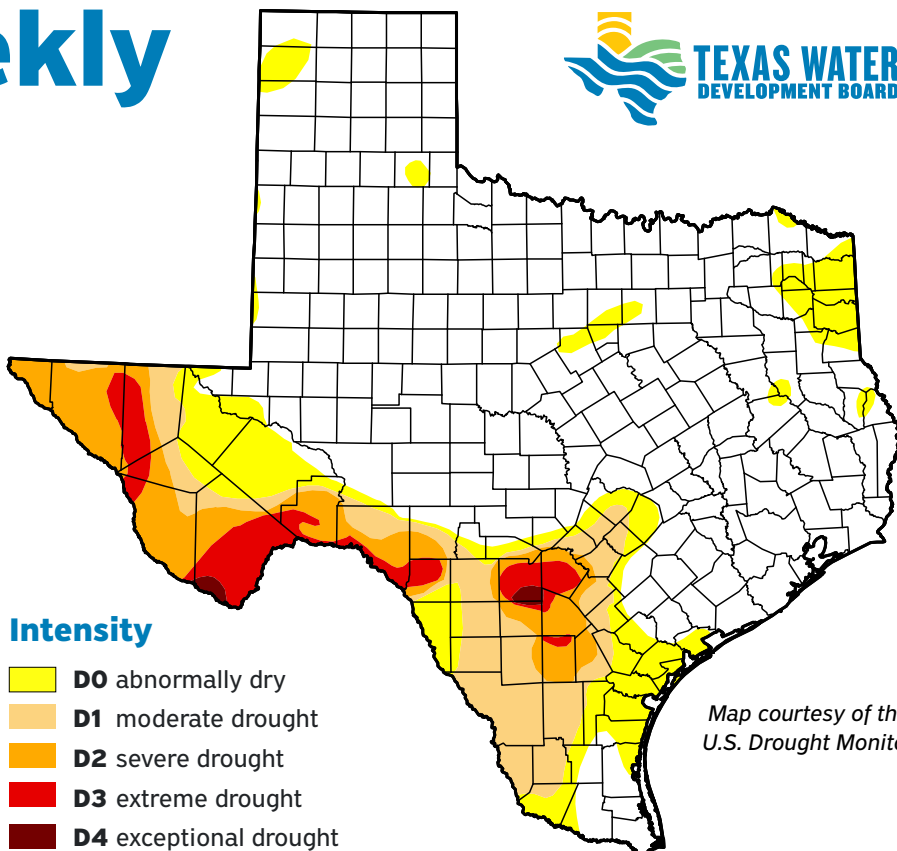 ekly
TEXAS WATER
DEVELOPMENT BOARD
Intensity
D0 abnormally dry
D1 moderate drought
D2 severe drought
D3 extreme drought
D4 exceptional drought
Map courtesy of th
U.S. Drought Monito